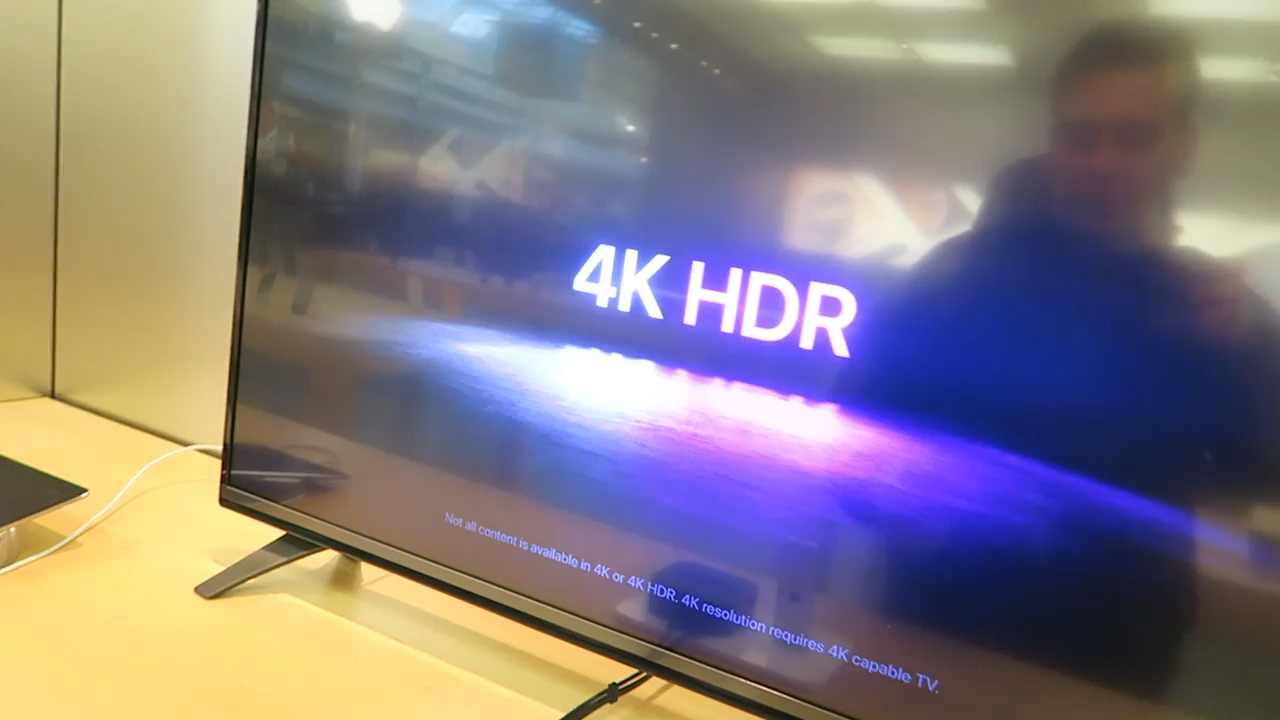 4K HDR
Not all content is available in 4K or 4K HDR. 4K resolution requires 4K capable TV.